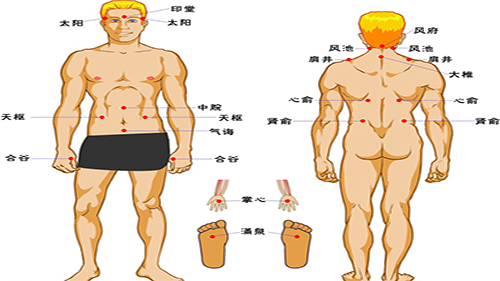 印堂
太阳 太阳
中脘
天枢 天枢
气海
合谷 合谷
风府
风池 风池
肩井 肩井
大椎
心俞 心俞
肾俞 肾俞
掌心
涌泉